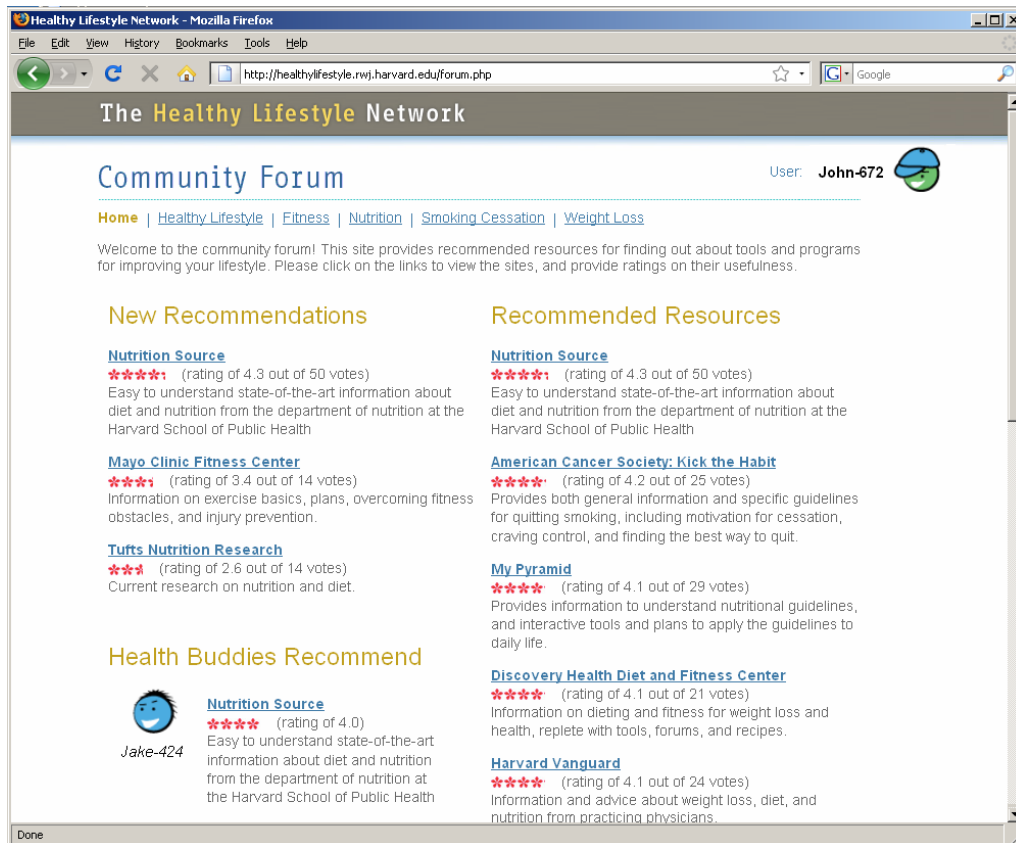 Healthy Lifestyle Network - Mozilla Firefox
File Edit View History Bookmarks Tools Help
http://healthylifestyle.rwj.harvard.edu/forum.php
G Google
The Healthy Lifestyle Network
Community Forum
User: John-672
Home | Healthy Lifestyle | Fitness | Nutrition | Smoking Cessation | Weight Loss
Welcome to the community forum! This site provides recommended resources for finding out about tools and programs
for improving your lifestyle. Please click on the links to view the sites, and provide ratings on their usefulness.
New Recommendations
Nutrition Source
(rating of 4.3 out of 50 votes)
Easy to understand state-of-the-art information about
diet and nutrition from the department of nutrition at the
Harvard School of Public Health
Mayo Clinic Fitness Center
(rating of 3.4 out of 14 votes)
Information on exercise basics, plans, overcoming fitness
obstacles, and injury prevention.
Tufts Nutrition Research
(rating of 2.6 out of 14 votes)
Current research on nutrition and diet.
Health Buddies Recommend
Jake-424
Nutrition Source
(rating of 4.0)
Easy to understand state-of-the-art
information about diet and nutrition
from the department of nutrition at
the Harvard School of Public Health
Recommended Resources
Nutrition Source
(rating of 4.3 out of 50 votes)
Easy to understand state-of-the-art information about
diet and nutrition from the department of nutrition at the
Harvard School of Public Health
American Cancer Society: Kick the Habit
(rating of 4.2 out of 25 votes)
Provides both general information and specific guidelines
for quitting smoking, including motivation for cessation,
craving control, and finding the best way to quit.
My Pyramid
(rating of 4.1 out of 29 votes)
Provides information to understand nutritional guidelines,
and interactive tools and plans to apply the guidelines to
daily life.
Discovery Health Diet and Fitness Center
(rating of 4.1 out of 21 votes)
Information on dieting and fitness for weight loss and
health, replete with tools, forums, and recipes.
Harvard Vanguard
(rating of 4.1 out of 24 votes)
Information and advice about weight loss, diet, and
nutrition from practicing physicians.
Done